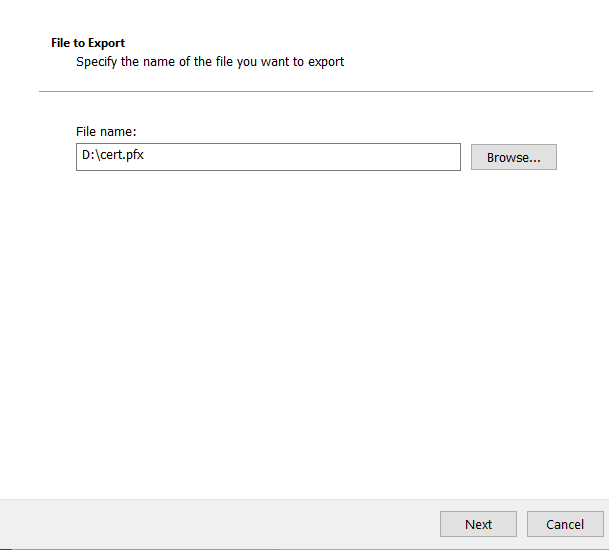 File to Export
Specify the name of the file you want to export
File name:
D:\cert.pfx
Browse...
Next
Cancel